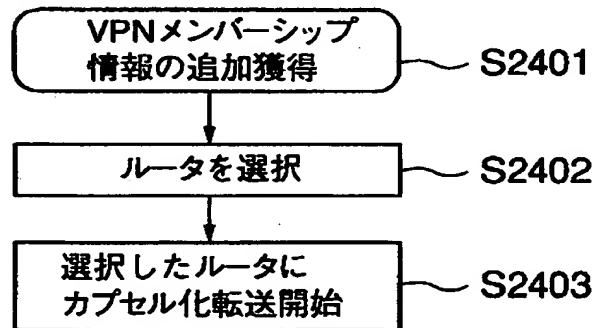 VPNメンバーシップ
情報の追加獲得
S2401
ルータを選択
S2402
選択したルータに
カプセル化転送開始
S2403